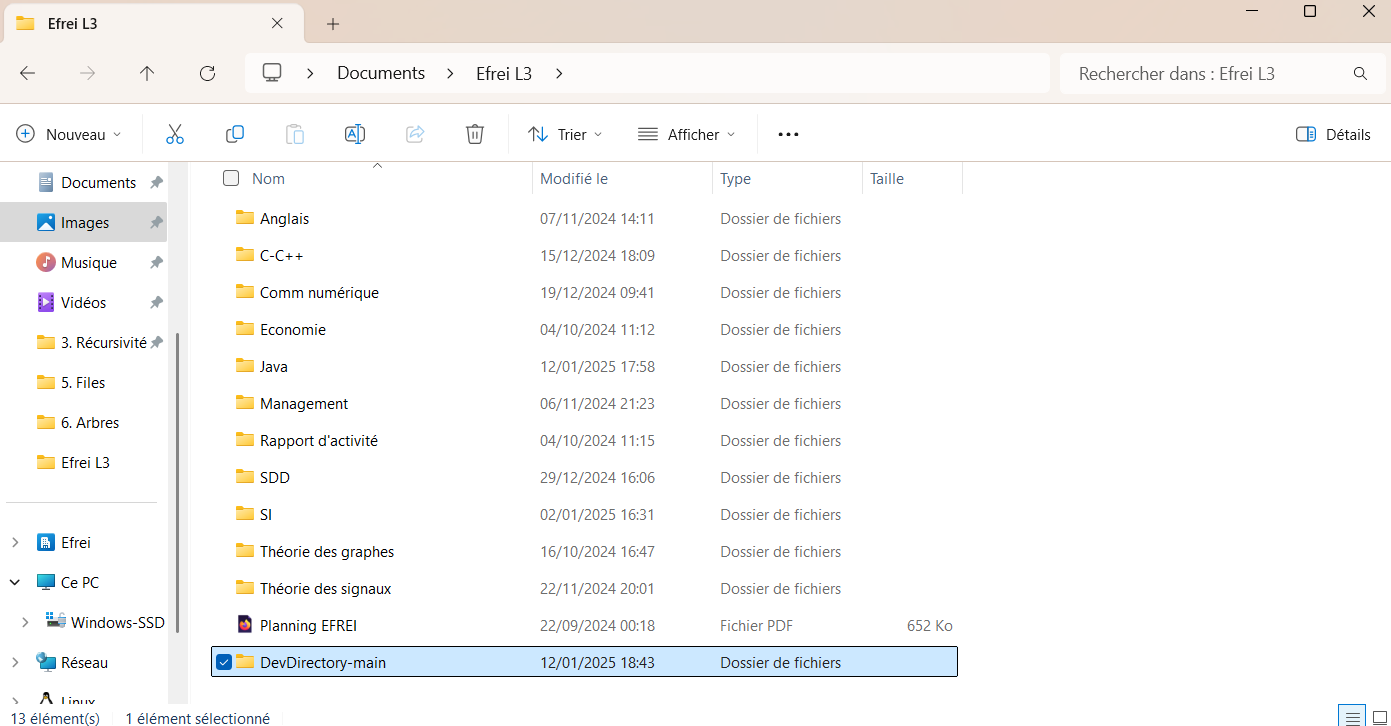 Efrei L3
Documents Efrei L3
Rechercher dans : Efrei L3
Nouveau Trier Afficher Détails
Documents
Images
Musique
Vidéos
3. Récursivité
5. Files
6. Arbres
Efrei L3
Efrei
Ce PC
Windows-SSD
Réseau
Linux
Nom Modifié le Type Taille
Anglais 07/11/2024 14:11 Dossier de fichiers
C-C++ 15/12/2024 18:09 Dossier de fichiers
Comm numérique 19/12/2024 09:41 Dossier de fichiers
Economie 04/10/2024 11:12 Dossier de fichiers
Java 12/01/2025 17:58 Dossier de fichiers
Management 06/11/2024 21:23 Dossier de fichiers
Rapport d'activité 04/10/2024 11:15 Dossier de fichiers
SDD 29/12/2024 16:06 Dossier de fichiers
SI 02/01/2025 16:31 Dossier de fichiers
Théorie des graphes 16/10/2024 16:47 Dossier de fichiers
Théorie des signaux 22/11/2024 20:01 Dossier de fichiers
Planning EFREI 22/09/2024 00:18 Fichier PDF 652 Ko
DevDirectory-main 12/01/2025 18:43 Dossier de fichiers
13 élément(s) 1 élément sélectionné